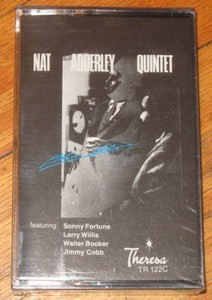 NAT ADDERLEY QUINTET
featuring: Sonny Fortune
Larry Willis
Walter Booker
Jimmy Cobb
Theresa
TR 122C